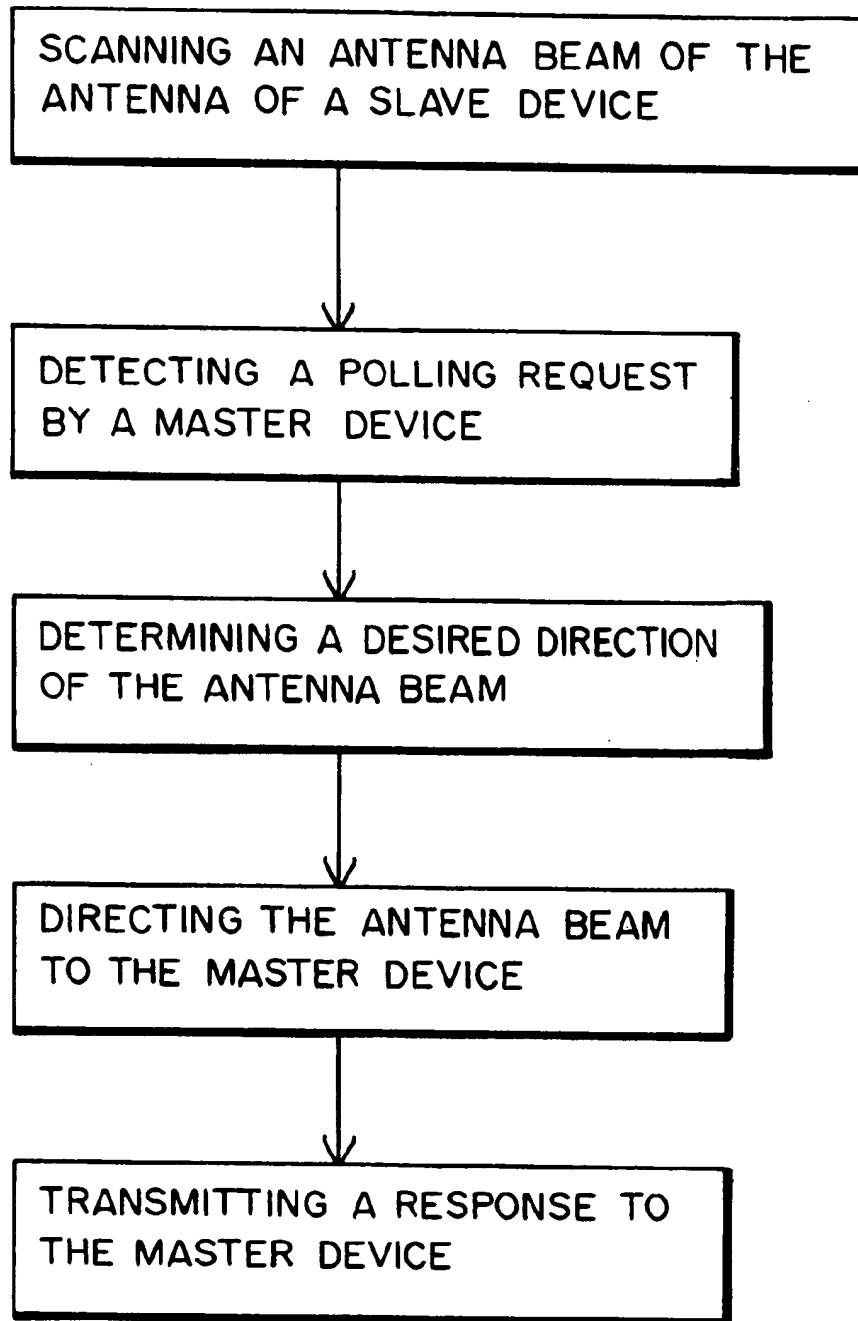 SCANNING AN ANTENNA BEAM OF THE
ANTENNA OF A SLAVE DEVICE
DETECTING A POLLING REQUEST
BY A MASTER DEVICE
DETERMINING A DESIRED DIRECTION
OF THE ANTENNA BEAM
DIRECTING THE ANTENNA BEAM
TO THE MASTER DEVICE
TRANSMITTING A RESPONSE TO
THE MASTER DEVICE